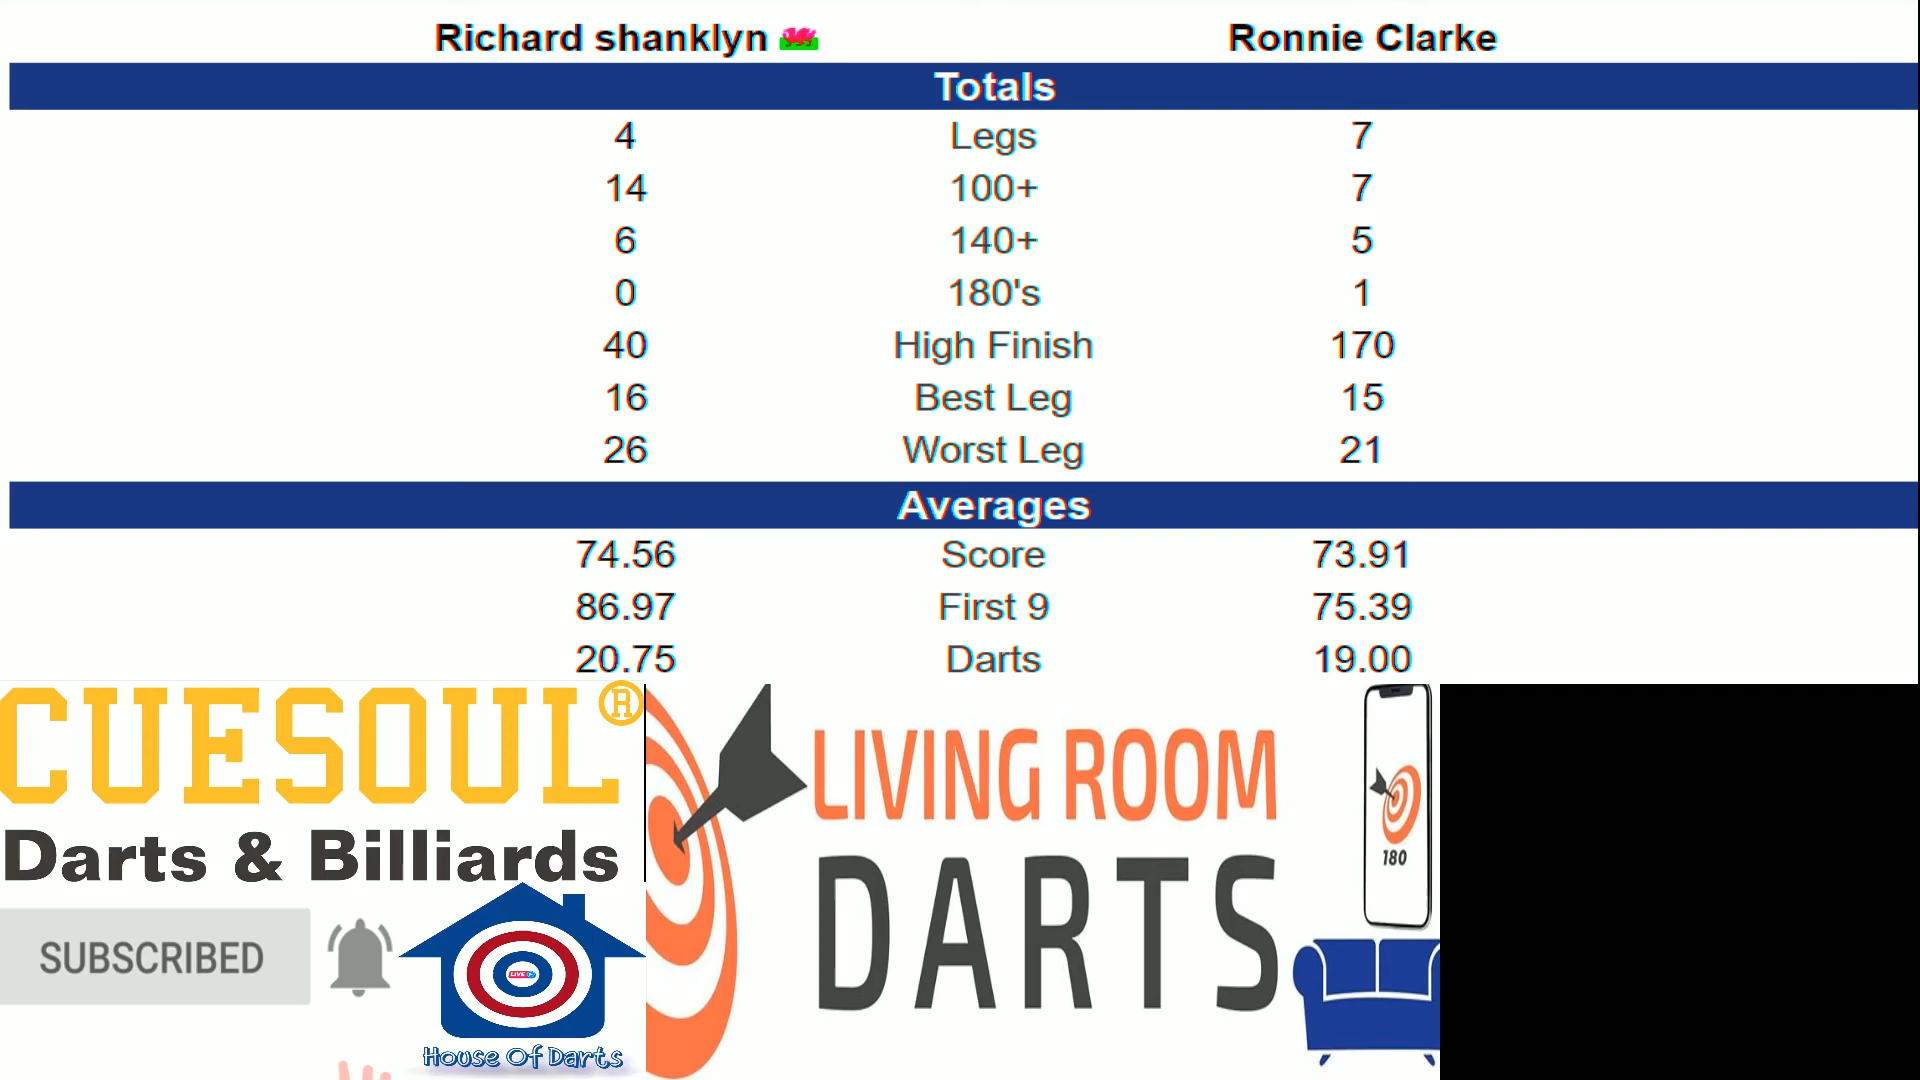 Richard shanklyn Ronnie Clarke
Totals
4 Legs 7
14 100+ 7
6 140+ 5
0 180's 1
40 High Finish 170
16 Best Leg 15
26 Worst Leg 21
Averages
74.56 Score 73.91
86.97 First 9 75.39
20.75 Darts 19.00
CUESOUL®
Darts & Billiards
SUBSCRIBED
LIVE
House Of Darts
LIVING ROOM
DARTS
180